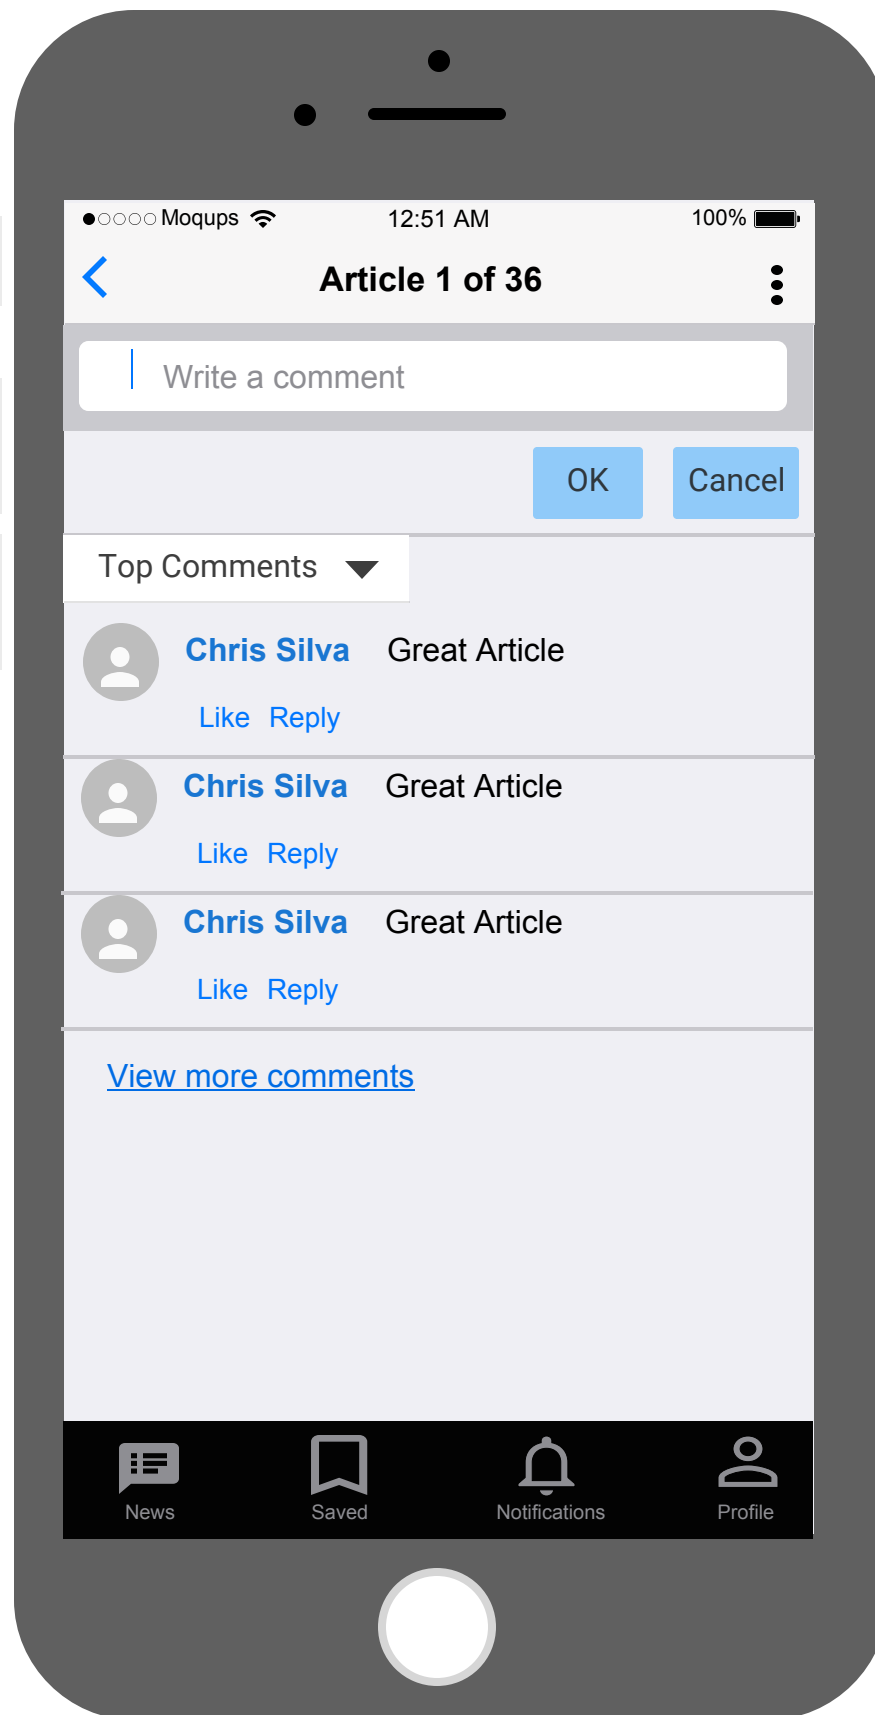 Moqups 12:51 AM 100%
Article 1 of 36
Write a comment
OK Cancel
Top Comments
Chris Silva Great Article
Like Reply
Chris Silva Great Article
Like Reply
Chris Silva Great Article
Like Reply
View more comments
News Saved Notifications Profile